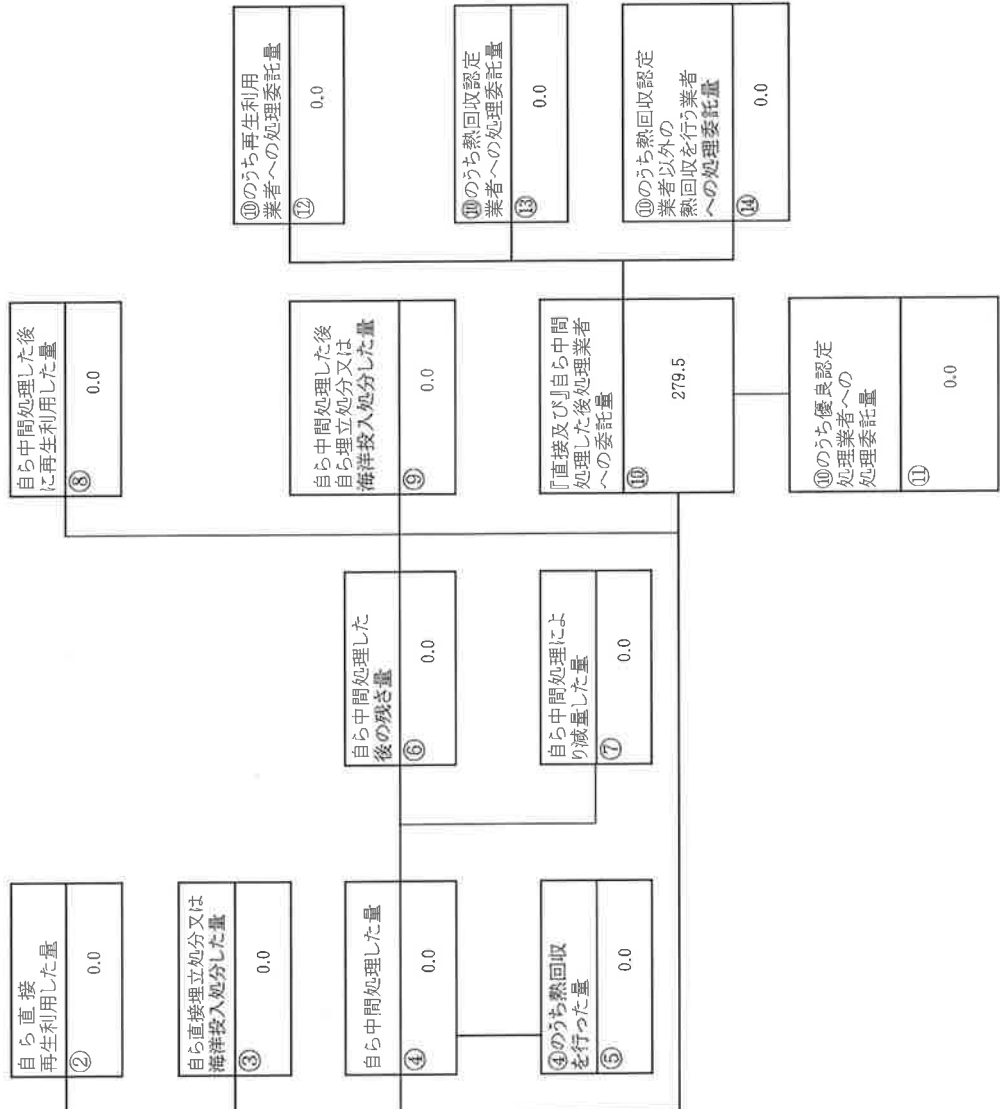 自ら直接
再生利用した量
②
0.0
自ら直接埋立処分又は
海洋投入処分した量
③
0.0
自ら中間処理した量
④
0.0
④のうち熱回収
を行った量
⑤
0.0
自ら中間処理した
後の残さ量
⑥
0.0
自ら中間処理によ
り減量した量
⑦
0.0
自ら中間処理した後
に再生利用した量
⑧
0.0
自ら中間処理した後
自ら埋立処分又は
海洋投入処分した量
⑨
0.0
『直接及び』自ら中間
処理した後処理業者
への委託量
⑩
279.5
⑩のうち優良認定
処理業者への
処理委託量
⑪
0.0
⑩のうち再生利用
業者への処理委託量
⑫
0.0
⑩のうち熱回収認定
業者への処理委託量
⑬
0.0
⑩のうち熱回収認定
業者以外の
熱回収を行う業者
への処理委託量
⑭
0.0